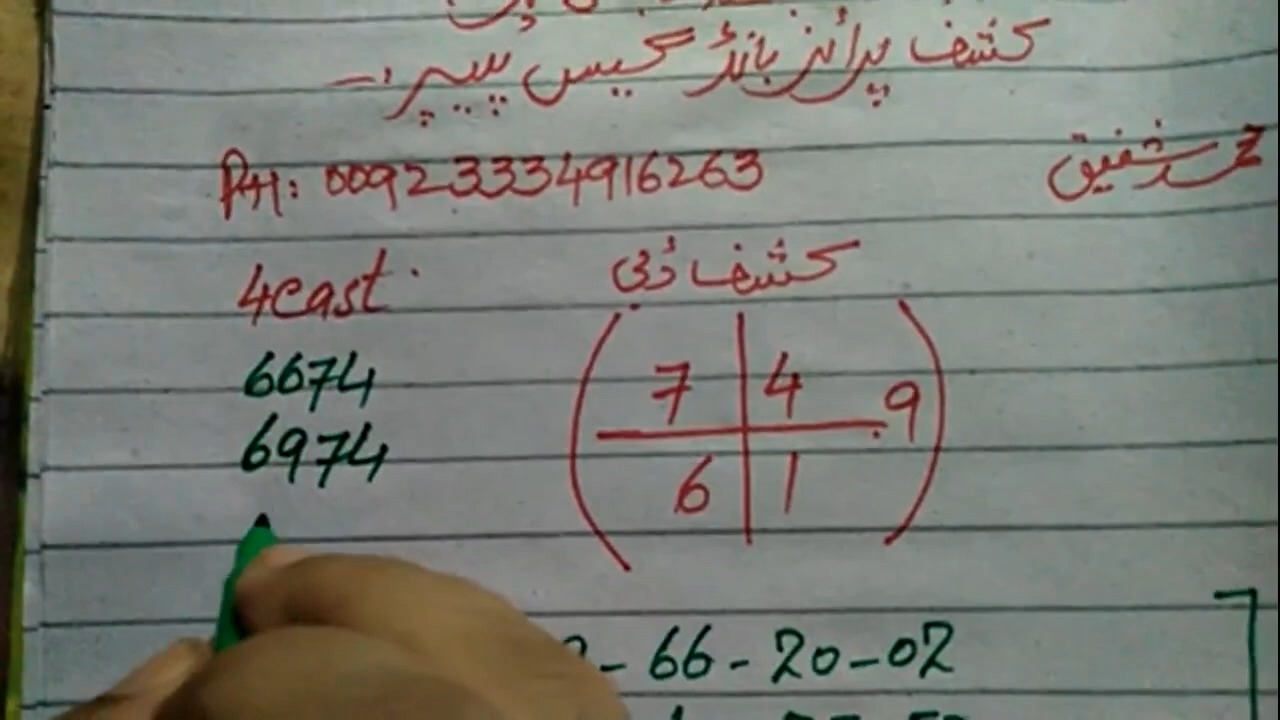 کشف پرائز بانڈ گیس پیپر
PH: 00923334916263 محمد شفیق
4cast کشف دُبی
6674
6974
7 4 9
6 1
- 66 - 20 - 02